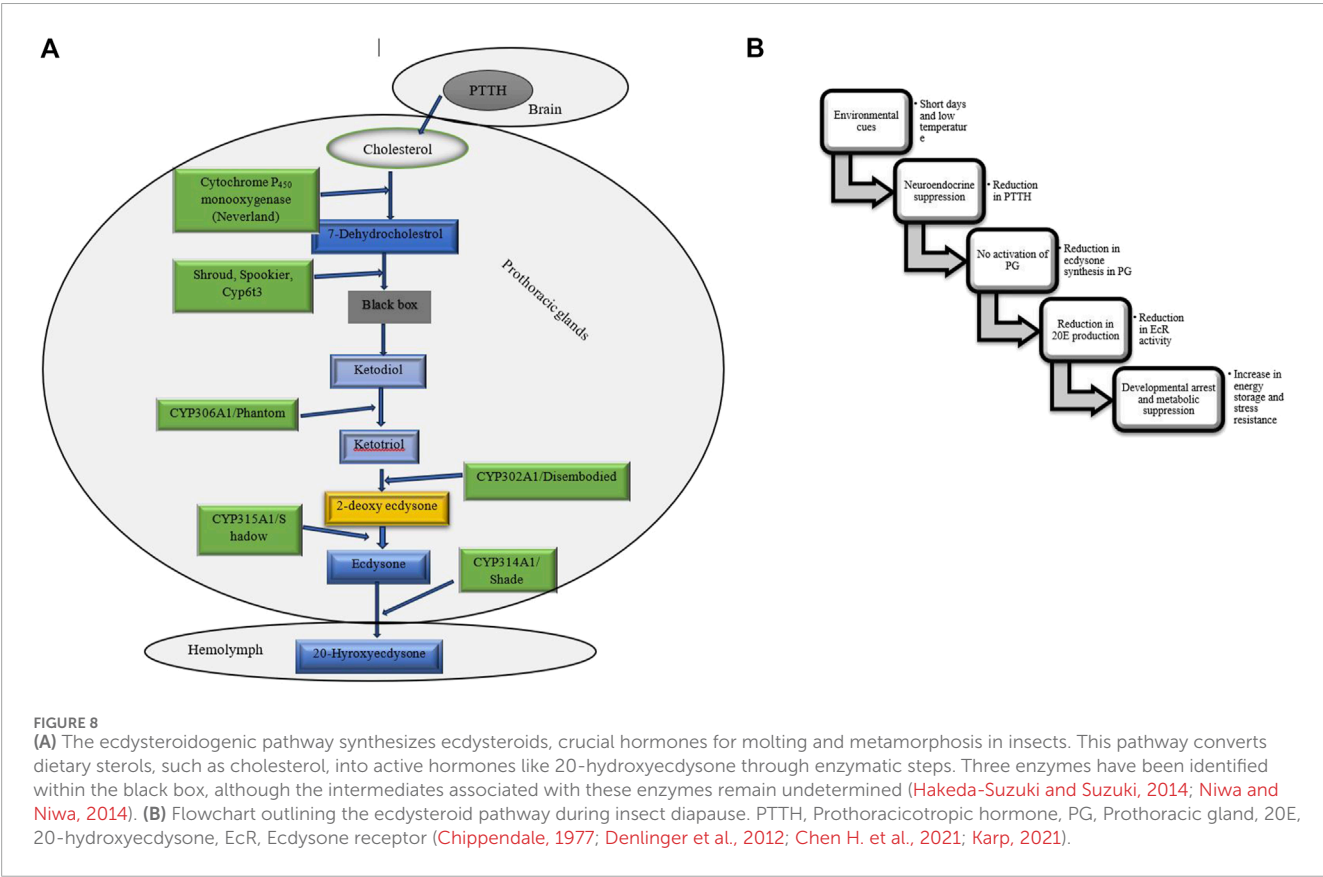 A
PTTH
Brain
Cholesterol
Cytochrome P450
monooxygenase
(Neverland)
7-Dehydrocholestrol
Shroud, Spookier,
Cyp6t3
Prothoracic glands
Black box
Ketodiol
CYP306A1/Phantom
Ketotriol
CYP302A1/Disembodied
2-deoxy ecdysone
CYP315A1/S
hadow
Ecdysone
CYP314A1/
Shade
Hemolymph
20-Hyroxyecdysone
B
Environmental
cues
• Short days
and low
temperatur
e
Neuroendocrine
suppression
• Reduction
in PTTH
No activation of
PG
• Reduction in
ecdysone
synthesis in PG
Reduction in
20E production
• Reduction
in EcR
activity
Developmental arrest
and metabolic
suppression
• Increase in
energy
storage and
stress
resistance
FIGURE 8
(A) The ecdysteroidogenic pathway synthesizes ecdysteroids, crucial hormones for molting and metamorphosis in insects. This pathway converts
dietary sterols, such as cholesterol, into active hormones like 20-hydroxyecdysone through enzymatic steps. Three enzymes have been identified
within the black box, although the intermediates associated with these enzymes remain undetermined (Hakeda-Suzuki and Suzuki, 2014; Niwa and
Niwa, 2014). (B) Flowchart outlining the ecdysteroid pathway during insect diapause. PTTH, Prothoracicotropic hormone, PG, Prothoracic gland, 20E,
20-hydroxyecdysone, EcR, Ecdysone receptor (Chippendale, 1977; Denlinger et al., 2012; Chen H. et al., 2021; Karp, 2021).